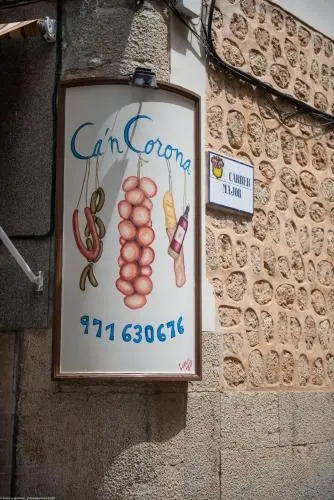 Ca'n Corona
CARRER
MAJOR
971 630676